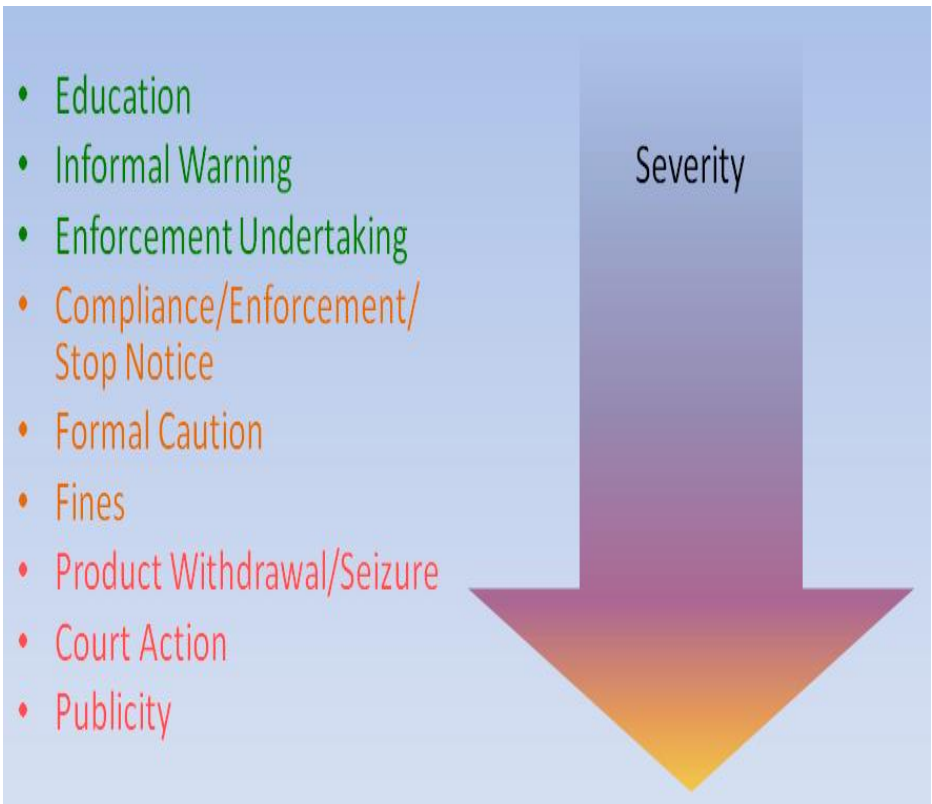 • Education
• Informal Warning
• Enforcement Undertaking
• Compliance/Enforcement/
Stop Notice
• Formal Caution
• Fines
• Product Withdrawal/Seizure
• Court Action
• Publicity
Severity